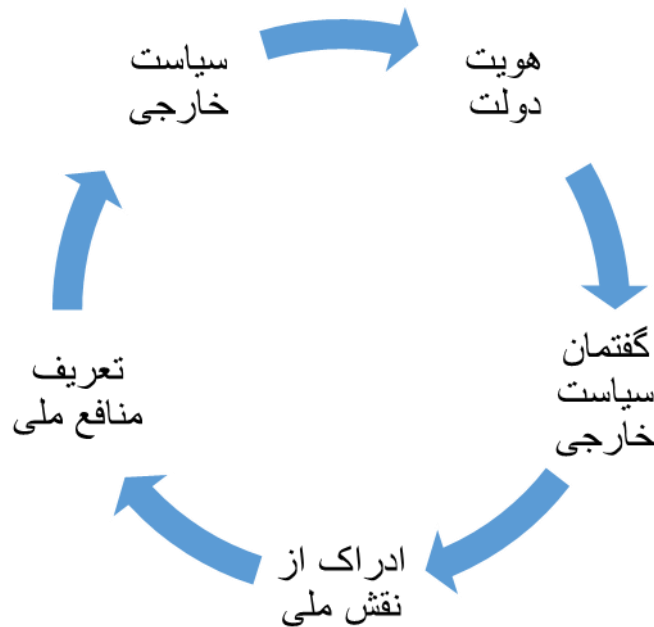 هویت
دولت
گفتمان
سیاست
خارجی
ادراک از
نقش ملی
تعریف
منافع ملی
سیاست
خارجی